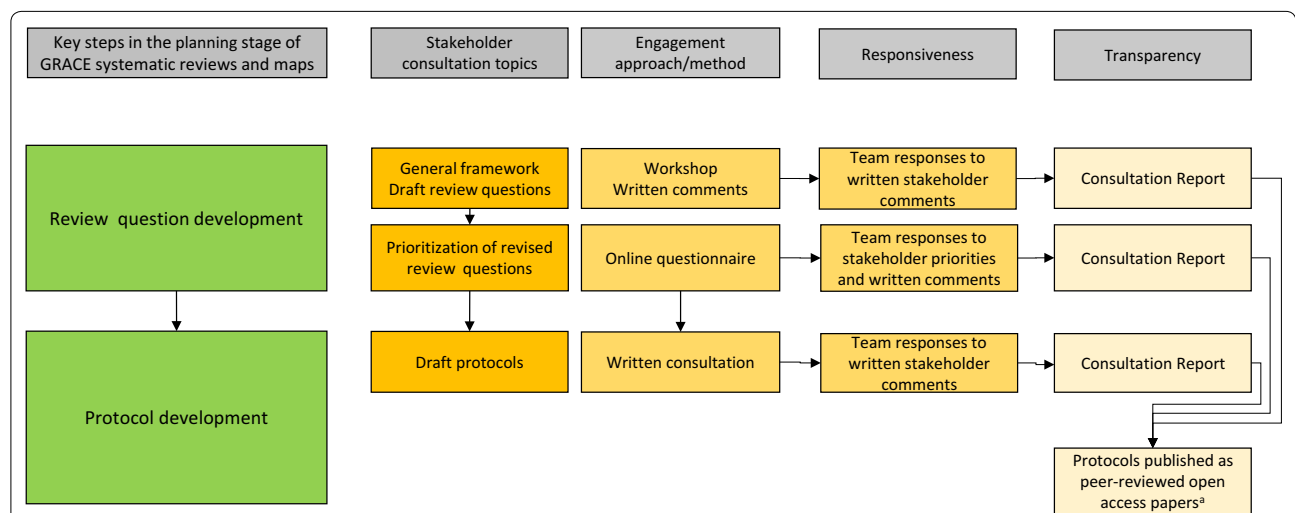 Key steps in the planning stage of
GRACE systematic reviews and maps
Stakeholder
consultation topics
Engagement
approach/method
Responsiveness
Transparency
Review question development
General framework
Draft review questions
Workshop
Written comments
Team responses to
written stakeholder
comments
Consultation Report
Prioritization of revised
review questions
Online questionnaire
Team responses to
stakeholder priorities
and written comments
Consultation Report
Protocol development
Draft protocols
Written consultation
Team responses to
written stakeholder
comments
Consultation Report
Protocols published as
peer-reviewed open
access papersᵃ